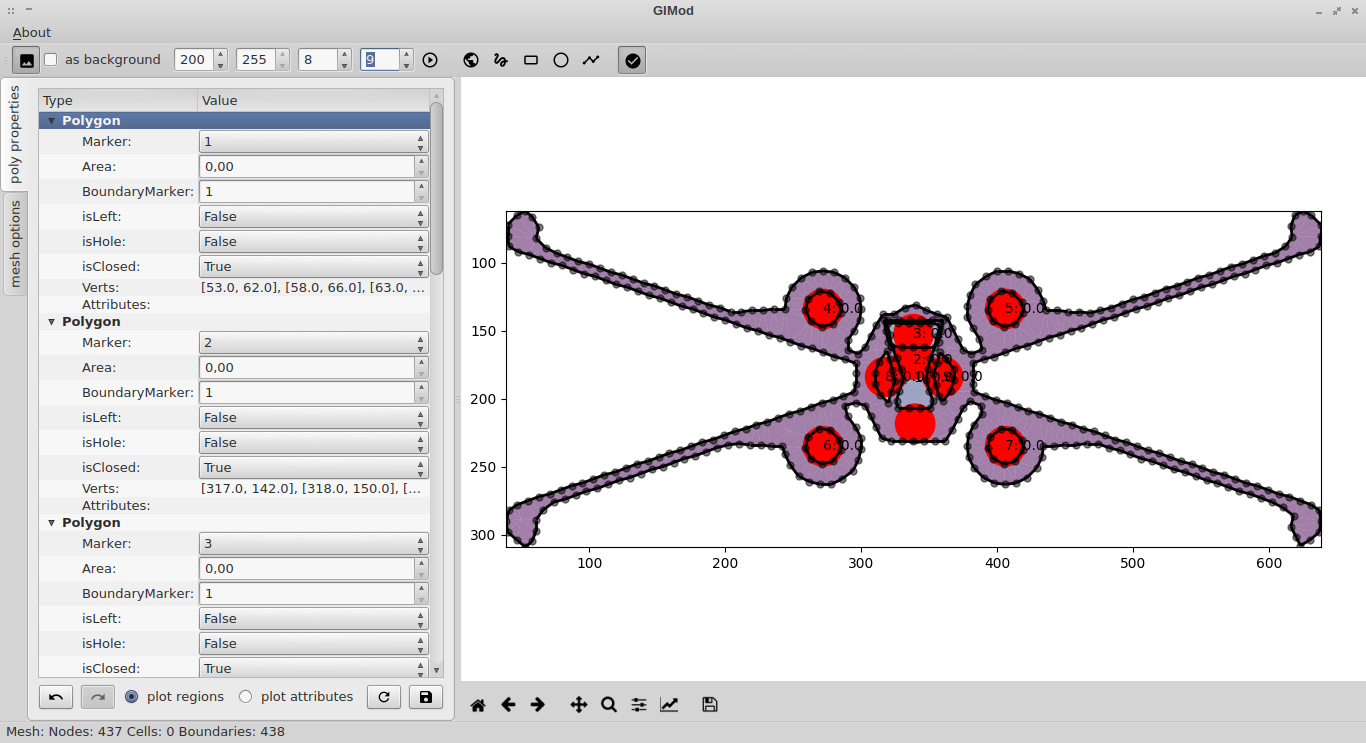 GIMod
About
as background 200 255 8 9
poly properties
mesh options
Type Value
Polygon
Marker: 1
Area: 0,00
BoundaryMarker: 1
isLeft: False
isHole: False
isClosed: True
Verts: [53.0, 62.0], [58.0, 66.0], [63.0, ...
Attributes:
Polygon
Marker: 2
Area: 0,00
BoundaryMarker: 1
isLeft: False
isHole: False
isClosed: True
Verts: [317.0, 142.0], [318.0, 150.0], [...
Attributes:
Polygon
Marker: 3
Area: 0,00
BoundaryMarker: 1
isLeft: False
isHole: False
isClosed: True
plot regions plot attributes
100
150
200
250
300
100 200 300 400 500 600
4: 0.0
5: 0.0
3: 0.0
2: 0.0
6: 0.0
7: 0.0
Mesh: Nodes: 437 Cells: 0 Boundaries: 438